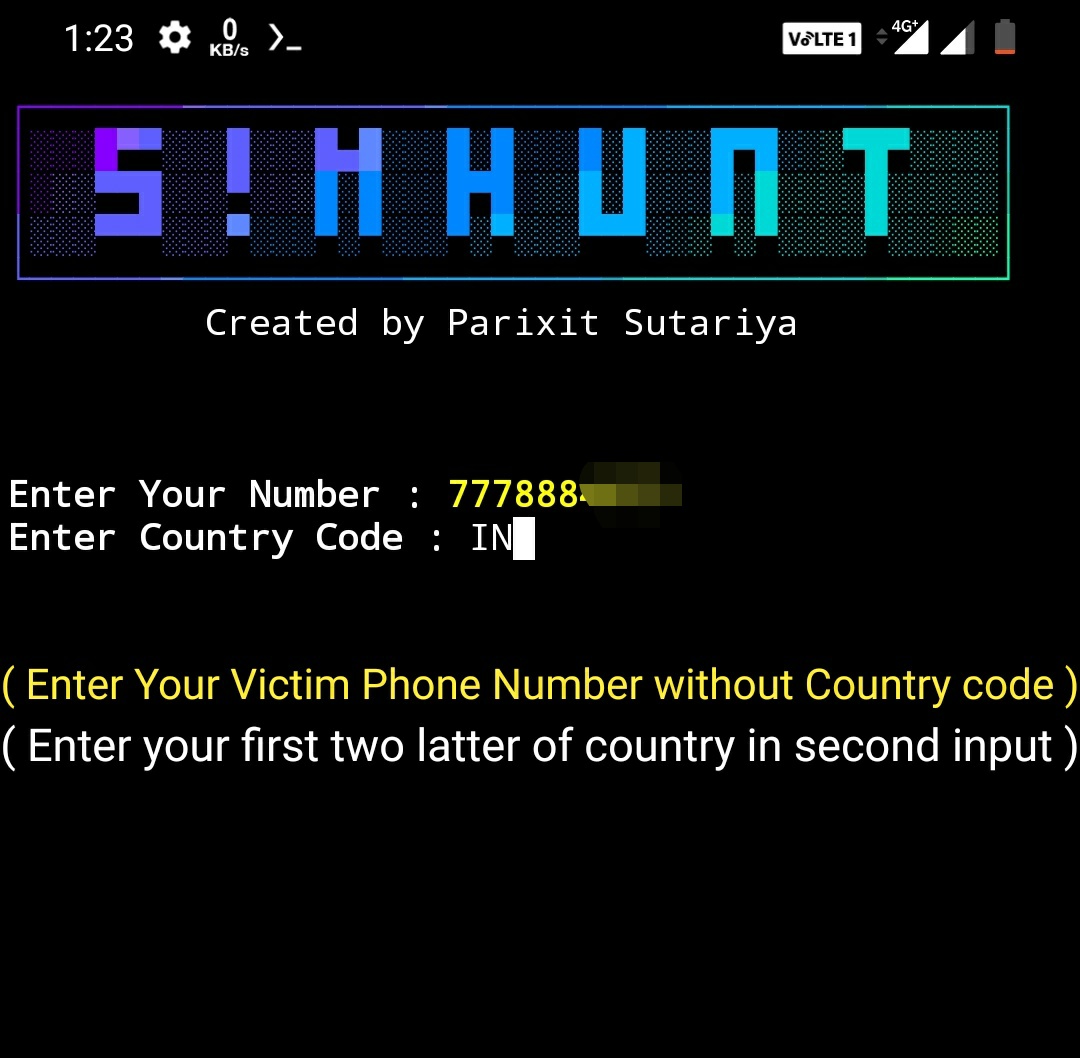 1:23 0 KB/s VoLTE 1 4G+
S!MHUNT
Created by Parixit Sutariya
Enter Your Number : 777888
Enter Country Code : IN
( Enter Your Victim Phone Number without Country code )
( Enter your first two latter of country in second input )